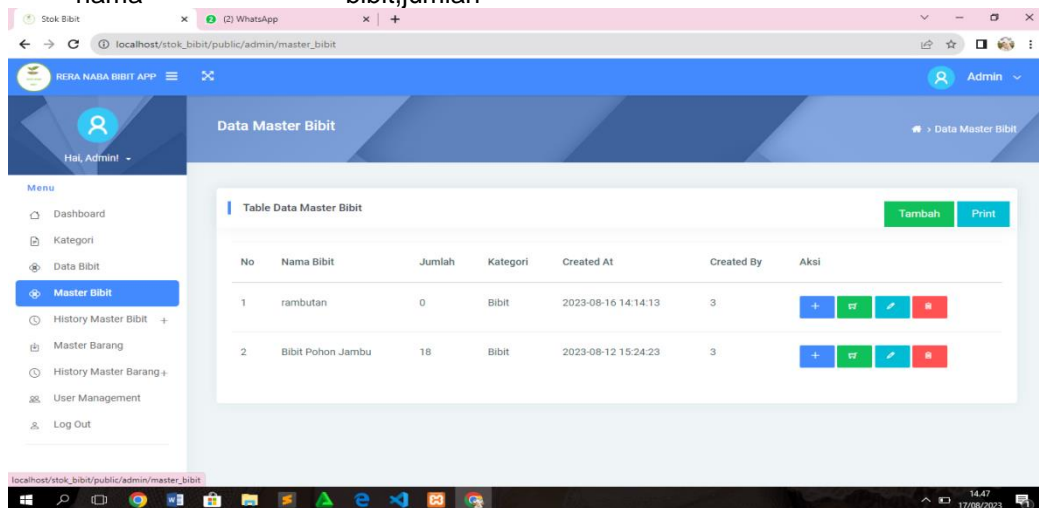 nama bibit,jumlah
Stok Bibit (2) WhatsApp
localhost/stok_bibit/public/admin/master_bibit
RERA NABA BIBIT APP Admin
Data Master Bibit
> Data Master Bibit
Hai, Admin!
Menu
Dashboard
Kategori
Data Bibit
Master Bibit
History Master Bibit +
Master Barang
History Master Barang +
User Management
Log Out
Table Data Master Bibit
Tambah Print
No Nama Bibit Jumlah Kategori Created At Created By Aksi
1 rambutan 0 Bibit 2023-08-16 14:14:13 3
2 Bibit Pohon Jambu 18 Bibit 2023-08-12 15:24:23 3
localhost/stok_bibit/public/admin/master_bibit
14.47
17/08/2023